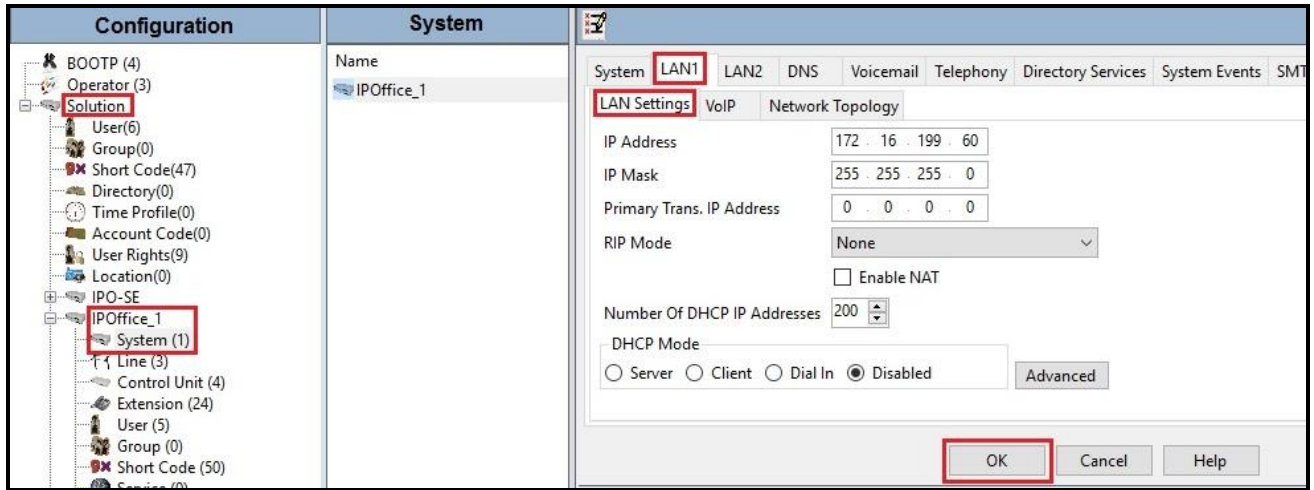 Configuration
BOOTP (4)
Operator (3)
Solution
User(6)
Group(0)
Short Code(47)
Directory(0)
Time Profile(0)
Account Code(0)
User Rights(9)
Location(0)
IPO-SE
IPOffice_1
System (1)
Line (3)
Control Unit (4)
Extension (24)
User (5)
Group (0)
Short Code (50)
System
Name
IPOffice_1
System LAN1 LAN2 DNS Voicemail Telephony Directory Services System Events SMT
LAN Settings VoIP Network Topology
IP Address 172 . 16 . 199 . 60
IP Mask 255 . 255 . 255 . 0
Primary Trans. IP Address 0 . 0 . 0 . 0
RIP Mode None
Enable NAT
Number Of DHCP IP Addresses 200
DHCP Mode
Server Client Dial In Disabled Advanced
OK Cancel Help